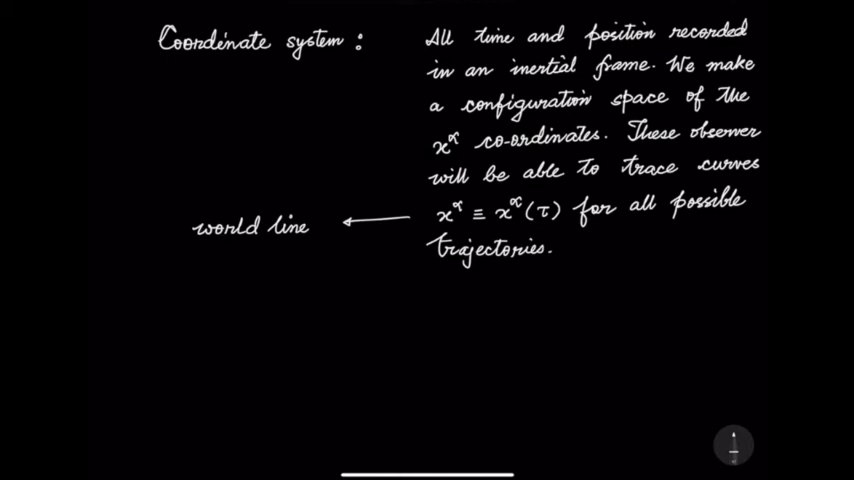 Coordinate system : All time and position recorded
in an inertial frame. We make
a configuration space of the
x^α co-ordinates. These observer
will be able to trace curves
world line ← x^α ≡ x^α(τ) for all possible
trajectories.